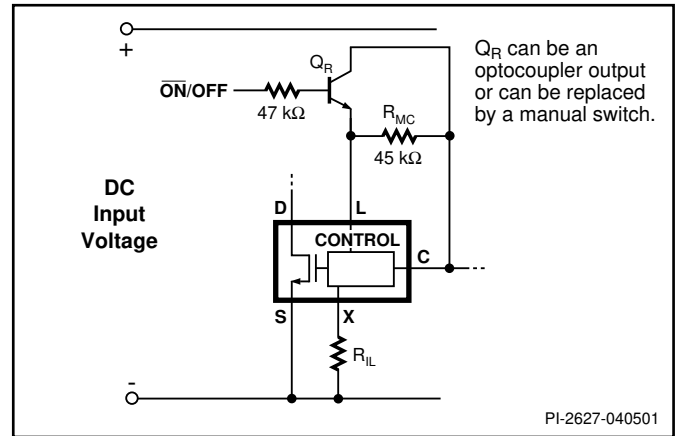 +
Q_R
Q_R can be an
optocoupler output
or can be replaced
by a manual switch.
O̅N̅/OFF
47 kΩ
R_MC
45 kΩ
DC
Input
Voltage
D
L
CONTROL
C
S
X
R_IL
-
PI-2627-040501